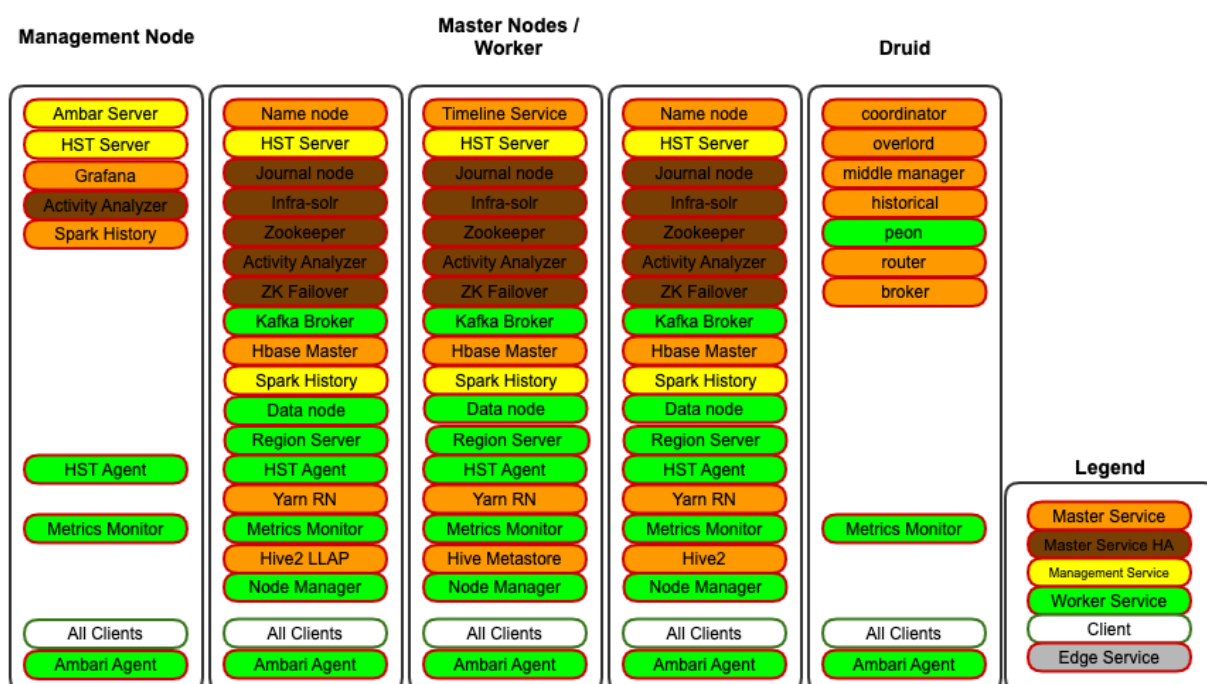 Management Node
Master Nodes /
Worker
Druid
Ambar Server
HST Server
Grafana
Activity Analyzer
Spark History
HST Agent
Metrics Monitor
All Clients
Ambari Agent
Name node
HST Server
Journal node
Infra-solr
Zookeeper
Activity Analyzer
ZK Failover
Kafka Broker
Hbase Master
Spark History
Data node
Region Server
HST Agent
Yarn RN
Metrics Monitor
Hive2 LLAP
Node Manager
All Clients
Ambari Agent
Timeline Service
HST Server
Journal node
Infra-solr
Zookeeper
Activity Analyzer
ZK Failover
Kafka Broker
Hbase Master
Spark History
Data node
Region Server
HST Agent
Yarn RN
Metrics Monitor
Hive Metastore
Node Manager
All Clients
Ambari Agent
Name node
HST Server
Journal node
Infra-solr
Zookeeper
Activity Analyzer
ZK Failover
Kafka Broker
Hbase Master
Spark History
Data node
Region Server
HST Agent
Yarn RN
Metrics Monitor
Hive2
Node Manager
All Clients
Ambari Agent
coordinator
overlord
middle manager
historical
peon
router
broker
Metrics Monitor
All Clients
Ambari Agent
Legend
Master Service
Master Service HA
Management Service
Worker Service
Client
Edge Service